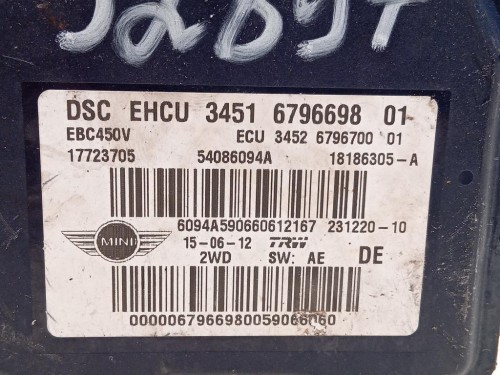 DSC EHCU 3451 6796698 01
EBC450V ECU 3452 6796700 01
17723705 54086094A 18186305-A
6094A590660612167 231220-10
MINI 15-06-12 TRW
2WD SW: AE DE
0000067966980059066060